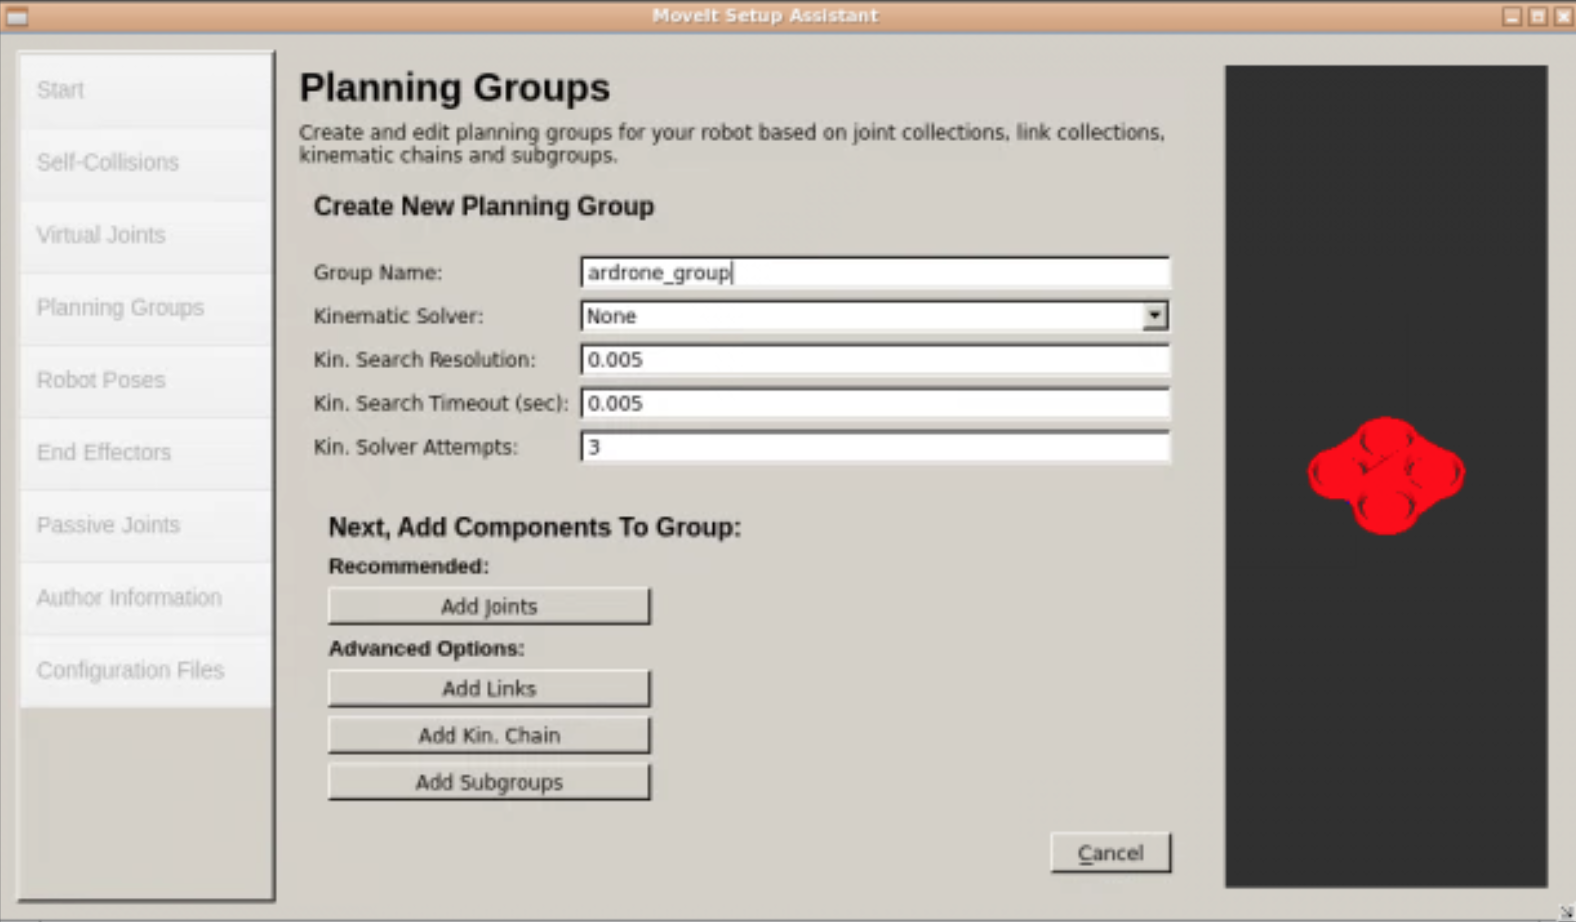 MoveIt Setup Assistant
Start
Self-Collisions
Virtual Joints
Planning Groups
Robot Poses
End Effectors
Passive Joints
Author Information
Configuration Files
Planning Groups
Create and edit planning groups for your robot based on joint collections, link collections,
kinematic chains and subgroups.
Create New Planning Group
Group Name: ardrone_group
Kinematic Solver: None
Kin. Search Resolution: 0.005
Kin. Search Timeout (sec): 0.005
Kin. Solver Attempts: 3
Next, Add Components To Group:
Recommended:
Add Joints
Advanced Options:
Add Links
Add Kin. Chain
Add Subgroups
Cancel